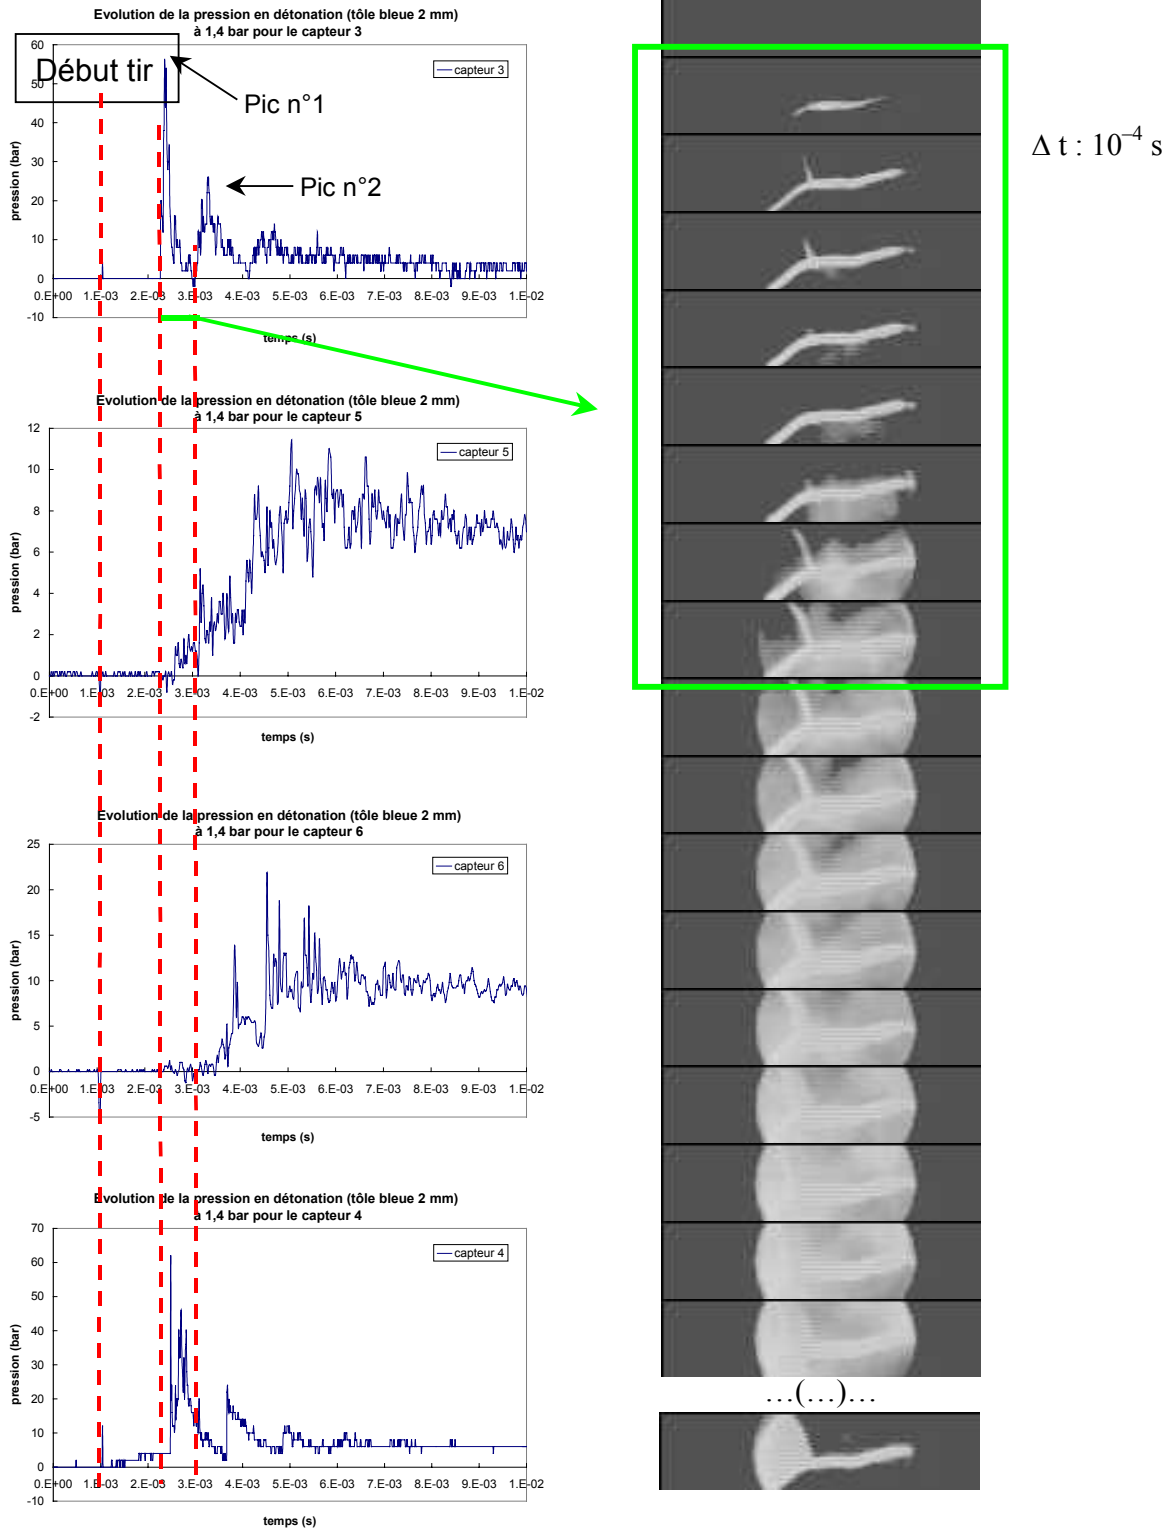 Evolution de la pression en détonation (tôle bleue 2 mm)
à 1,4 bar pour le capteur 3
60
50
40
30
20
10
0
-10
pression (bar)
Début tir
capteur 3
Pic n°1
Pic n°2
0.E+00 1.E-03 2.E-03 3.E-03 4.E-03 5.E-03 6.E-03 7.E-03 8.E-03 9.E-03 1.E-02
temps (s)
Δ t : 10⁻⁴ s
Evolution de la pression en détonation (tôle bleue 2 mm)
à 1,4 bar pour le capteur 5
12
10
8
6
4
2
0
-2
pression (bar)
capteur 5
0.E+00 1.E-03 2.E-03 3.E-03 4.E-03 5.E-03 6.E-03 7.E-03 8.E-03 9.E-03 1.E-02
temps (s)
Evolution de la pression en détonation (tôle bleue 2 mm)
à 1,4 bar pour le capteur 6
25
20
15
10
5
0
-5
pression (bar)
capteur 6
0.E+00 1.E-03 2.E-03 3.E-03 4.E-03 5.E-03 6.E-03 7.E-03 8.E-03 9.E-03 1.E-02
temps (s)
Evolution de la pression en détonation (tôle bleue 2 mm)
à 1,4 bar pour le capteur 4
70
60
50
40
30
20
10
0
-10
pression (bar)
capteur 4
0.E+00 1.E-03 2.E-03 3.E-03 4.E-03 5.E-03 6.E-03 7.E-03 8.E-03 9.E-03 1.E-02
temps (s)
…(…)…